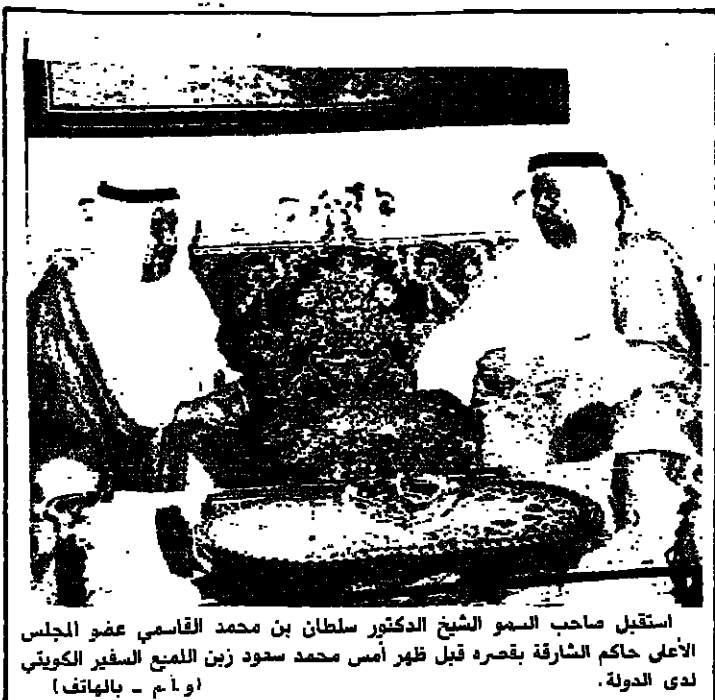 استقبل صاحب السمو الشيخ الدكتور سلطان بن محمد القاسمي عضو المجلس
الأعلى حاكم الشارقة بقصره قبل ظهر أمس محمد سعود زبن اللميع السفير الكويتي
لدى الدولة.
(و أ م - بالهاتف)